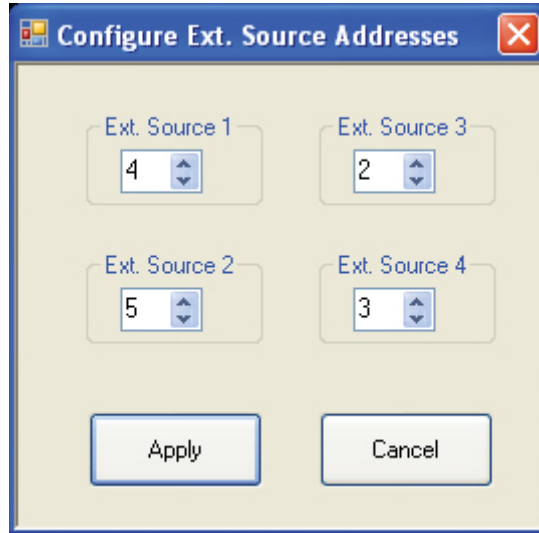 Configure Ext. Source Addresses
Ext. Source 1
4
Ext. Source 3
2
Ext. Source 2
5
Ext. Source 4
3
Apply
Cancel